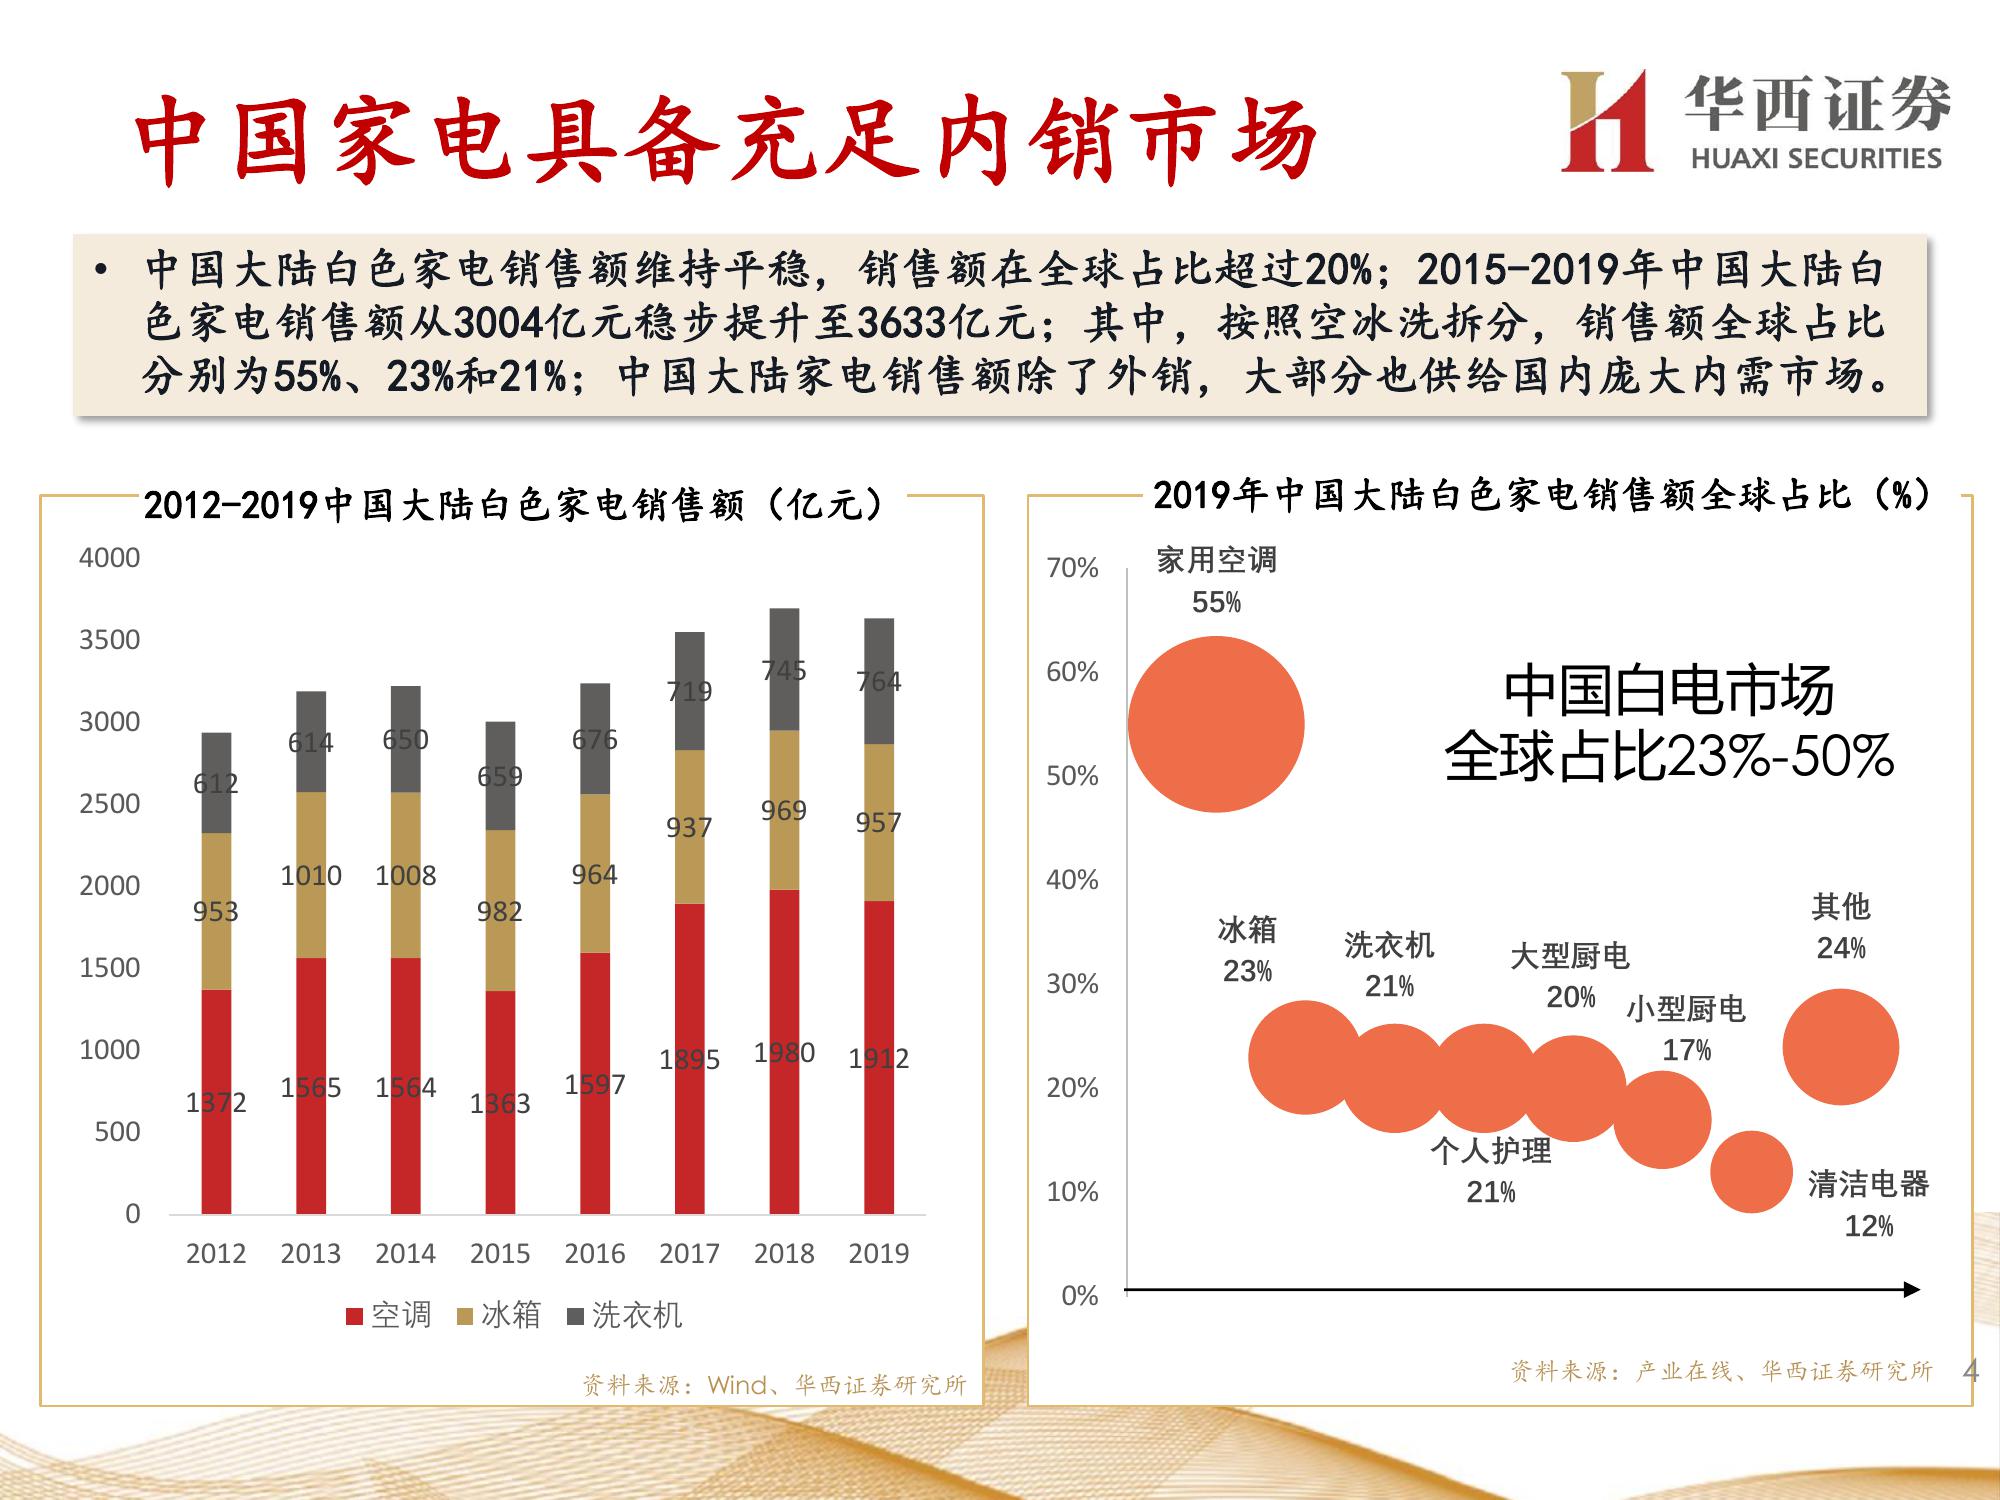 中国家电具备充足内销市场
华西证券
HUAXI SECURITIES
• 中国大陆白色家电销售额维持平稳，销售额在全球占比超过20%；2015-2019年中国大陆白
色家电销售额从3004亿元稳步提升至3633亿元；其中，按照空冰洗拆分，销售额全球占比
分别为55%、23%和21%；中国大陆家电销售额除了外销，大部分也供给国内庞大内需市场。
2012-2019中国大陆白色家电销售额（亿元）
4000
3500
3000
2500
2000
1500
1000
500
0
612
614
650
659
676
719
745
764
953
1010
1008
982
964
937
969
957
1372
1565
1564
1363
1597
1895
1980
1912
2012 2013 2014 2015 2016 2017 2018 2019
空调 冰箱 洗衣机
资料来源：Wind、华西证券研究所
2019年中国大陆白色家电销售额全球占比（%）
70%
60%
50%
40%
30%
20%
10%
0%
家用空调
55%
中国白电市场
全球占比23%-50%
冰箱
23%
洗衣机
21%
个人护理
21%
大型厨电
20%
小型厨电
17%
清洁电器
12%
其他
24%
资料来源：产业在线、华西证券研究所
4